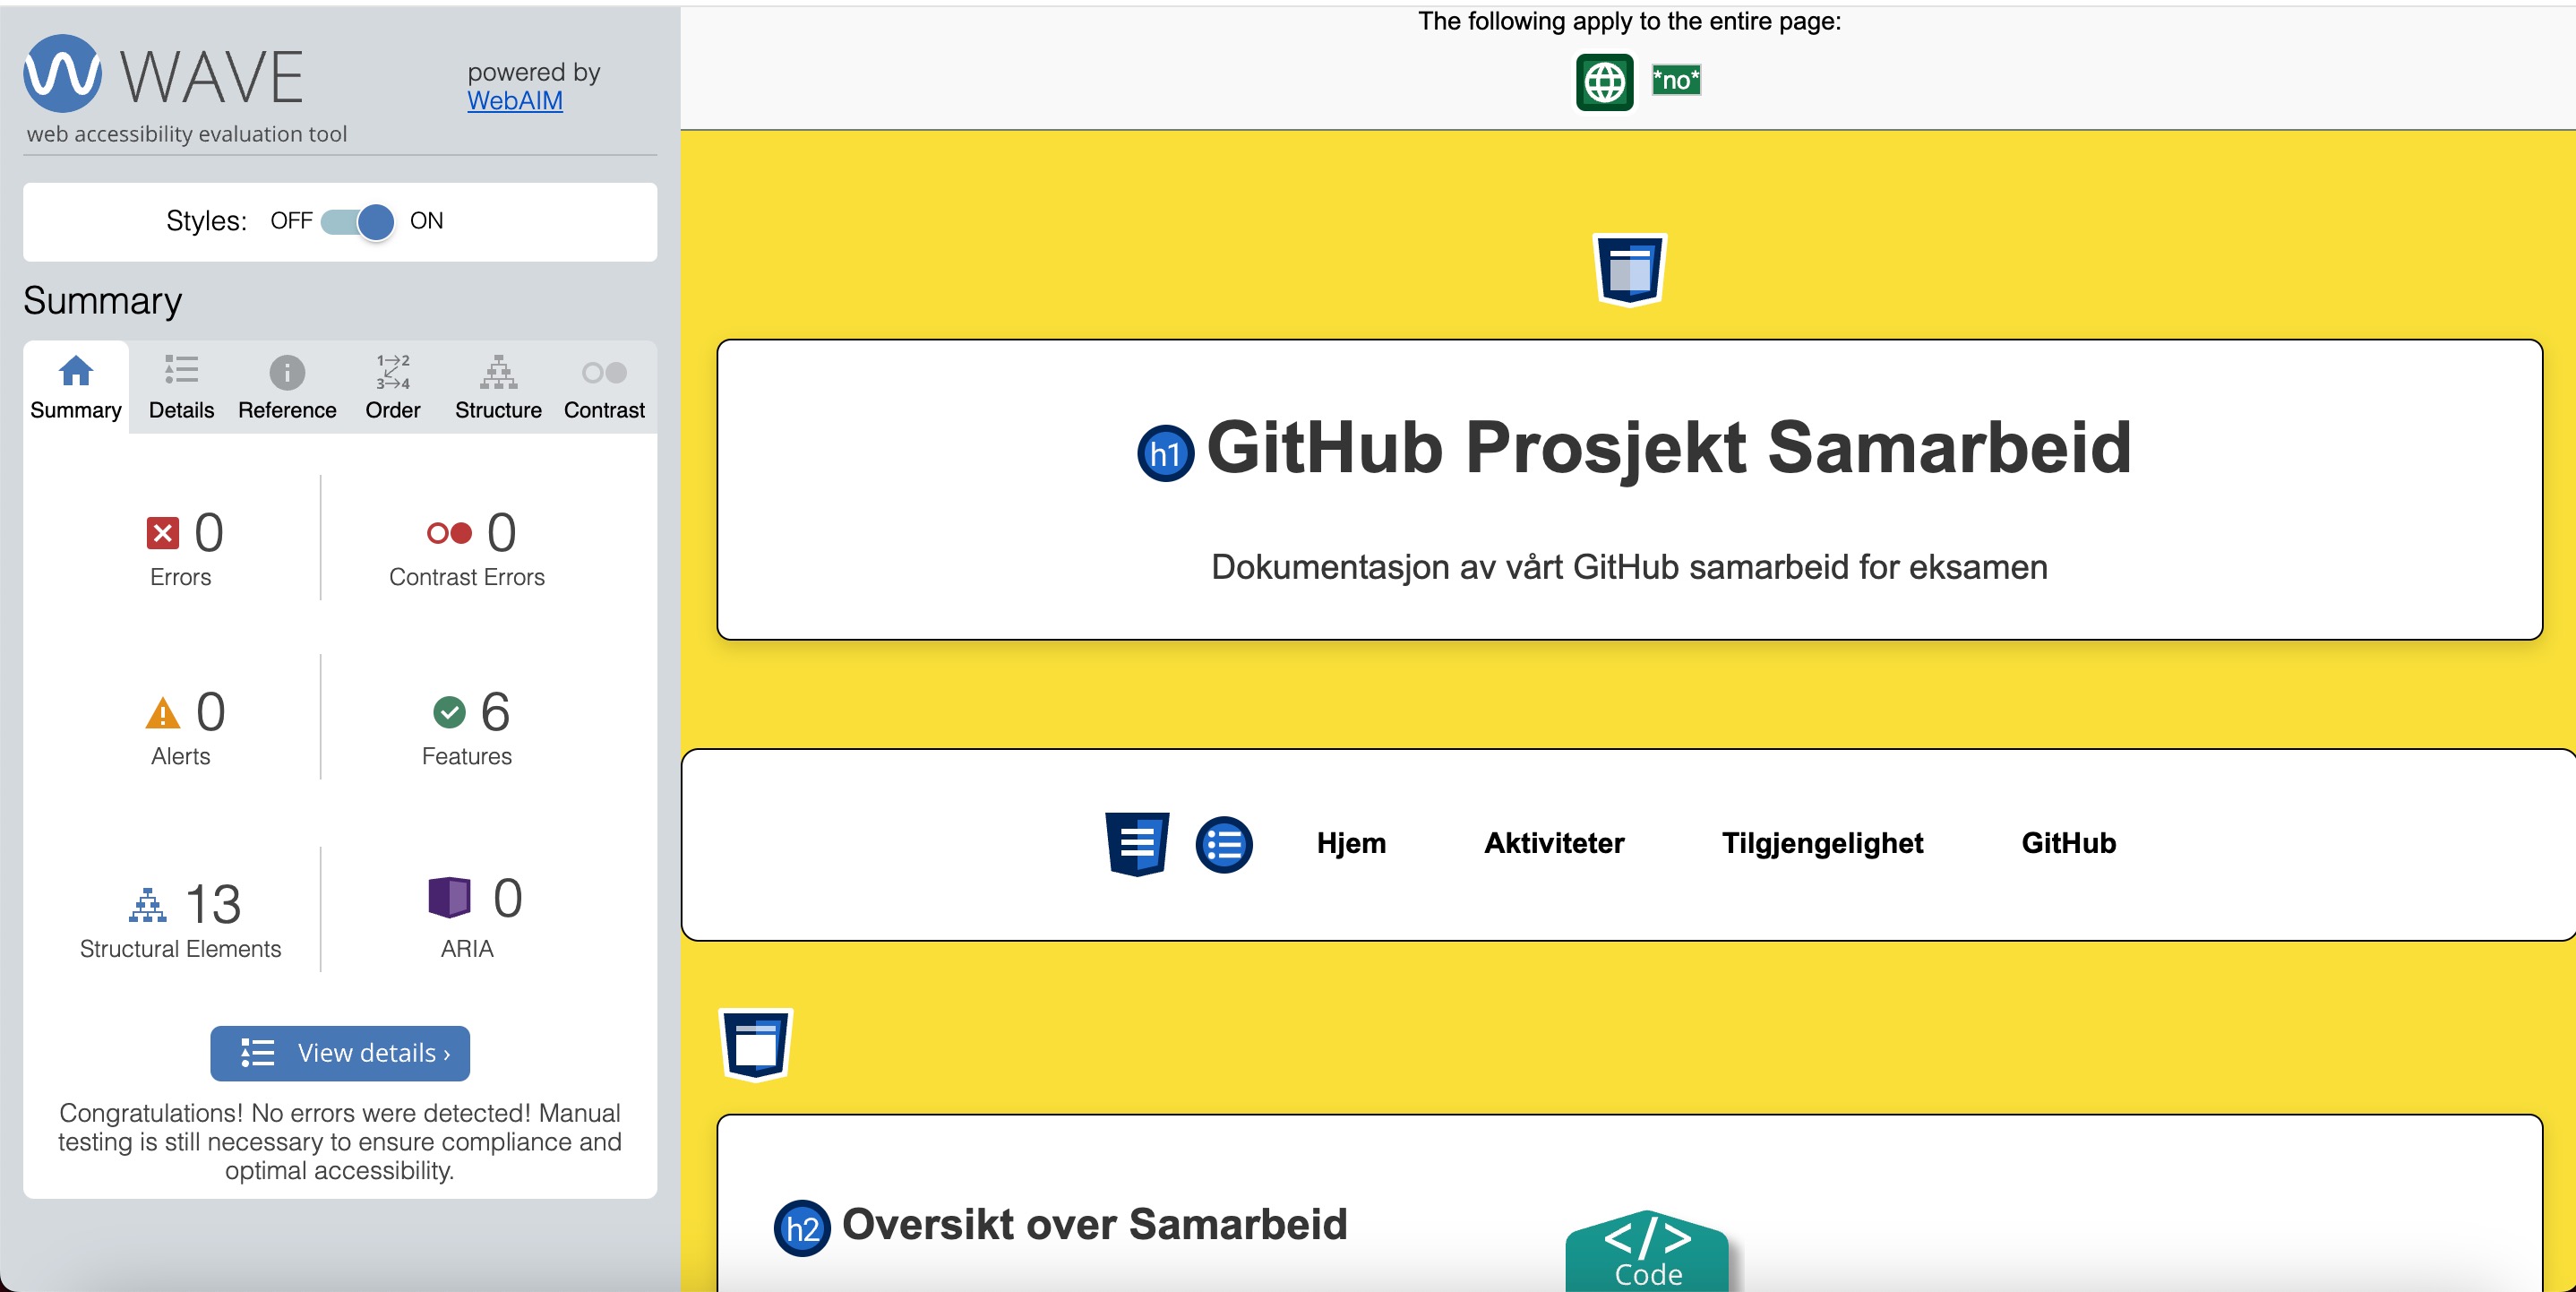 WAVE
powered by
WebAIM
web accessibility evaluation tool
Styles: OFF ON
Summary
1→2
3→4
Summary Details Reference Order Structure Contrast
0
Errors
0
Contrast Errors
0
Alerts
6
Features
13
Structural Elements
0
ARIA
View details ›
Congratulations! No errors were detected! Manual
testing is still necessary to ensure compliance and
optimal accessibility.
The following apply to the entire page:
*no*
h1 GitHub Prosjekt Samarbeid
Dokumentasjon av vårt GitHub samarbeid for eksamen
Hjem Aktiviteter Tilgjengelighet GitHub
h2 Oversikt over Samarbeid
</>
Code